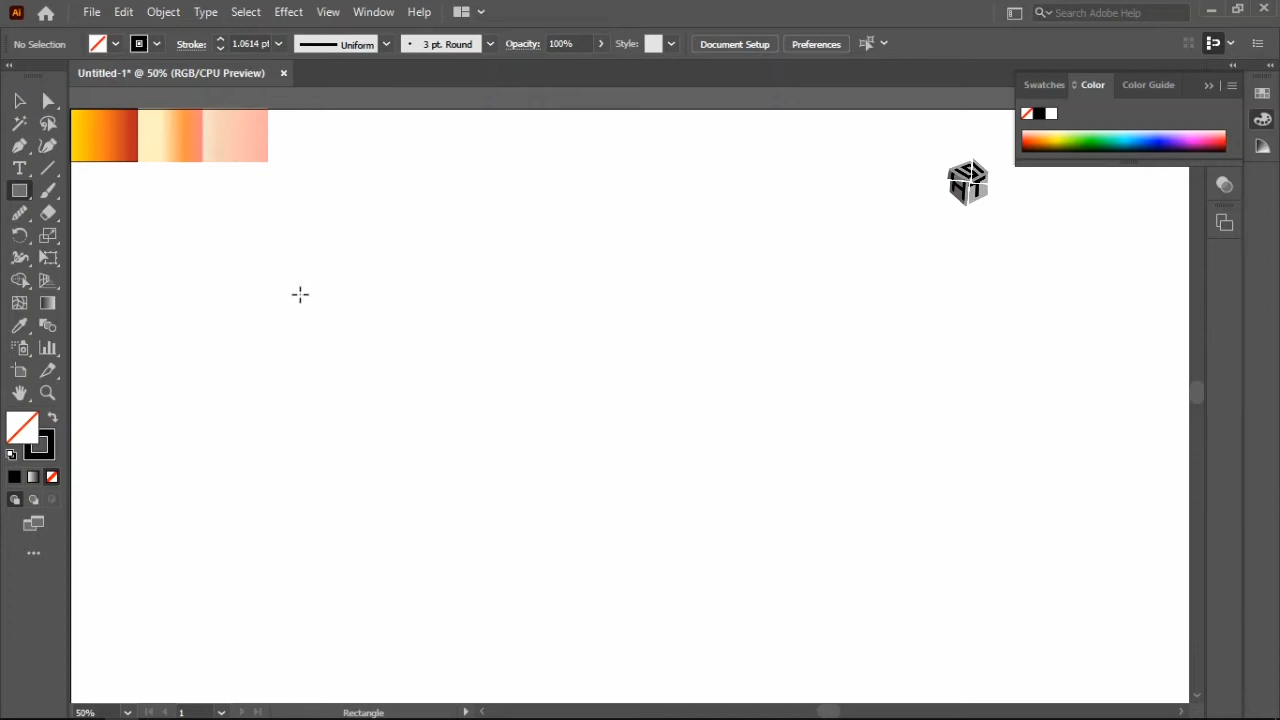 Ai File Edit Object Type Select Effect View Window Help Search Adobe Help
No Selection Stroke: 1.0614 pt Uniform 3 pt. Round Opacity: 100% Style: Document Setup Preferences
Untitled-1* @ 50% (RGB/CPU Preview)
Swatches Color Color Guide
50% 1 Rectangle